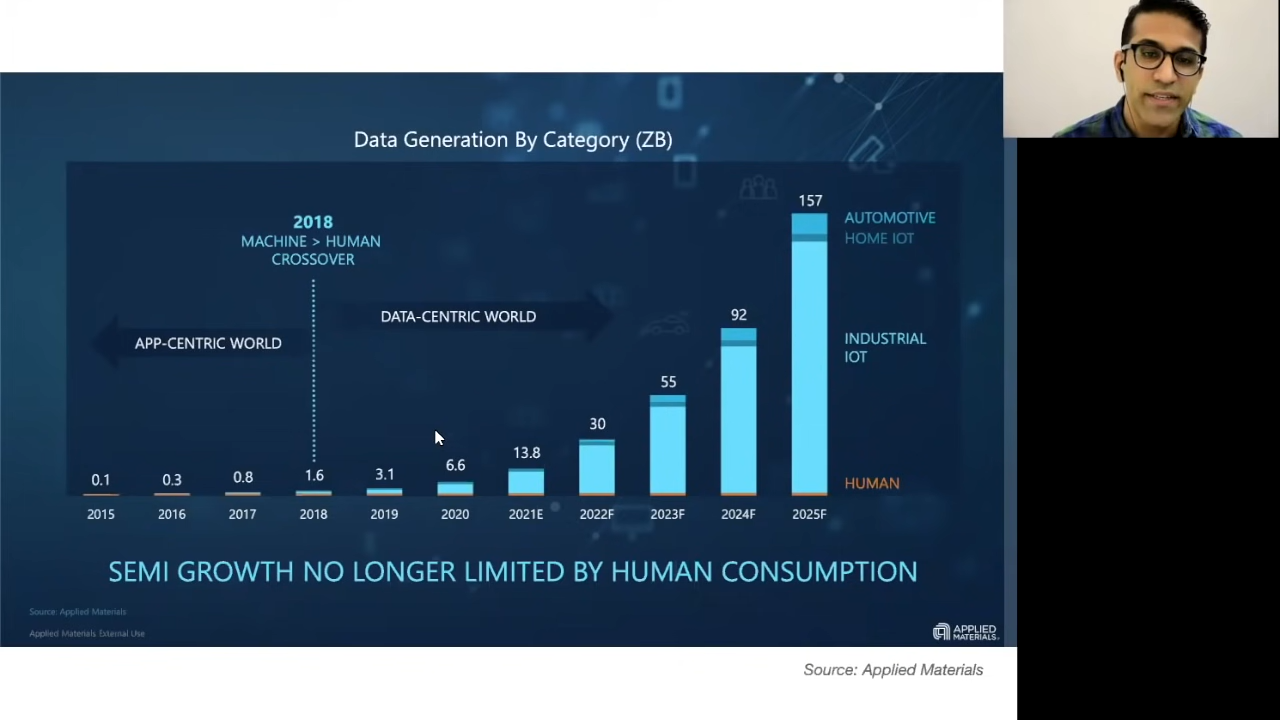 Data Generation By Category (ZB)
2018
MACHINE > HUMAN
CROSSOVER
APP-CENTRIC WORLD
DATA-CENTRIC WORLD
0.1
0.3
0.8
1.6
3.1
6.6
13.8
30
55
92
157
AUTOMOTIVE
HOME IOT
INDUSTRIAL
IOT
HUMAN
2015
2016
2017
2018
2019
2020
2021E
2022F
2023F
2024F
2025F
SEMI GROWTH NO LONGER LIMITED BY HUMAN CONSUMPTION
Source: Applied Materials
Applied Materials External Use
APPLIED
MATERIALS
Source: Applied Materials